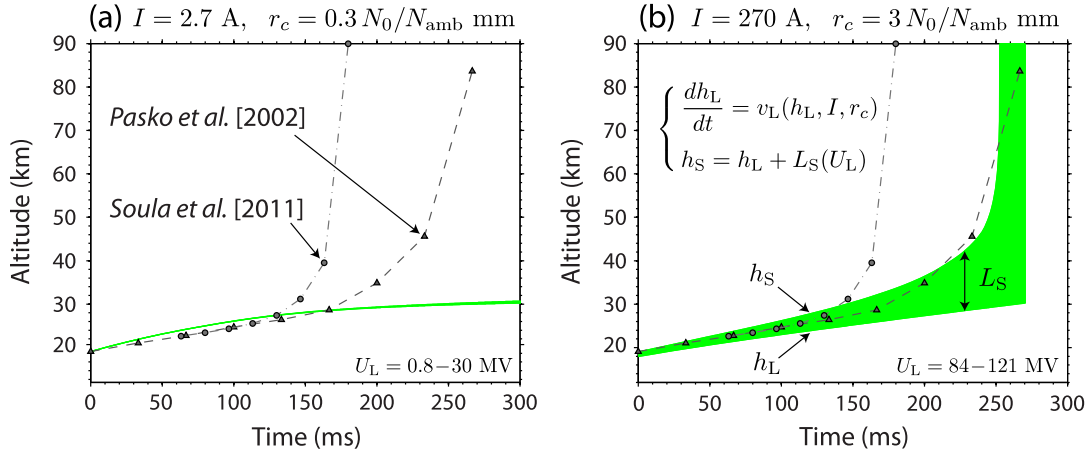 (a) I = 2.7 A, r_c = 0.3 N_0/N_amb mm
90
80
70
60
50
40
30
20
Altitude (km)
Pasko et al. [2002]
Soula et al. [2011]
U_L = 0.8–30 MV
0 50 100 150 200 250 300
Time (ms)
(b) I = 270 A, r_c = 3 N_0/N_amb mm
90
80
70
60
50
40
30
20
Altitude (km)
dh_L/dt = v_L(h_L, I, r_c)
h_S = h_L + L_S(U_L)
h_S
L_S
h_L
U_L = 84–121 MV
0 50 100 150 200 250 300
Time (ms)